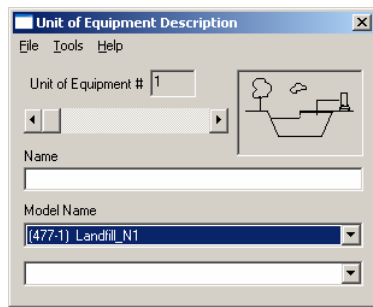 Unit of Equipment Description
File Tools Help
Unit of Equipment # 1
Name
Model Name
(477-1) Landfill_N1